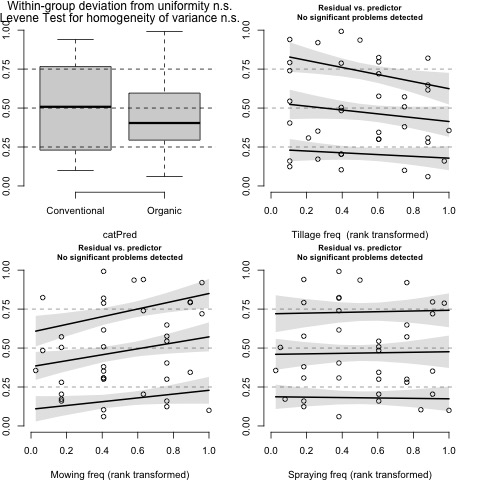 Within-group deviation from uniformity n.s.
Levene Test for homogeneity of variance n.s.
0.00 0.25 0.50 0.75 1.00
Conventional Organic
catPred
Residual vs. predictor
No significant problems detected
0.00 0.25 0.50 0.75 1.00
0.0 0.2 0.4 0.6 0.8 1.0
Tillage freq (rank transformed)
Residual vs. predictor
No significant problems detected
0.00 0.25 0.50 0.75 1.00
0.0 0.2 0.4 0.6 0.8 1.0
Mowing freq (rank transformed)
Residual vs. predictor
No significant problems detected
0.00 0.25 0.50 0.75 1.00
0.0 0.2 0.4 0.6 0.8 1.0
Spraying freq (rank transformed)